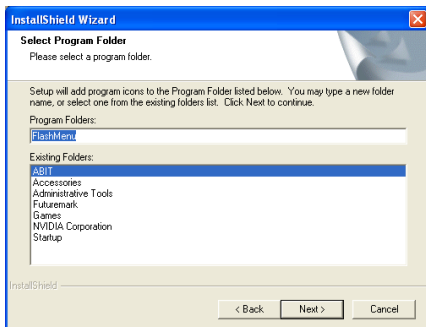 InstallShield Wizard
Select Program Folder
Please select a program folder.
Setup will add program icons to the Program Folder listed below. You may type a new folder
name, or select one from the existing folders list. Click Next to continue.
Program Folders:
FlashMenu
Existing Folders:
ABIT
Accessories
Administrative Tools
Futuremark
Games
NVIDIA Corporation
Startup
InstallShield
< Back
Next >
Cancel